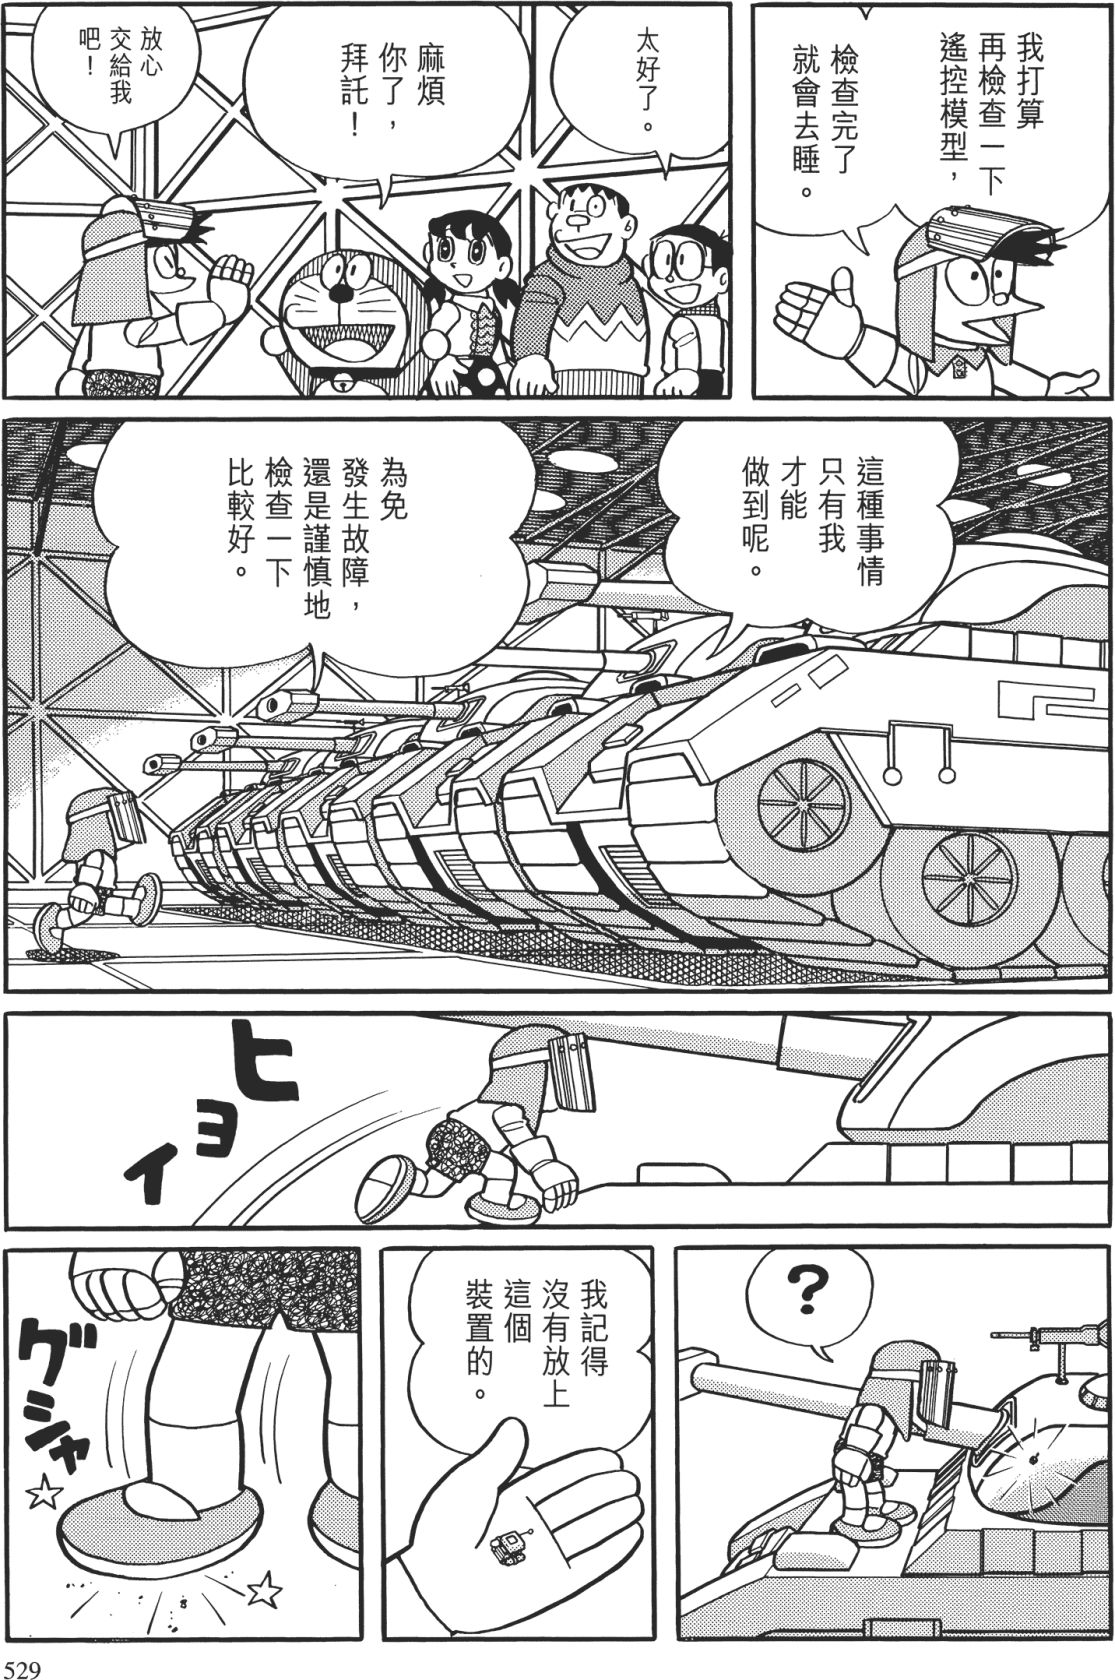 我打算
再檢查一下
遙控模型，
檢查完了
就會去睡。
太好了。
麻煩
你了，
拜託！
放心
交給我
吧！
這種事情
只有我
才能
做到呢。
為免
發生故障，
還是謹慎地
檢查一下
比較好。
ヒョイ
？
我記得
沒有放上
這個
裝置的。
グシャ
529